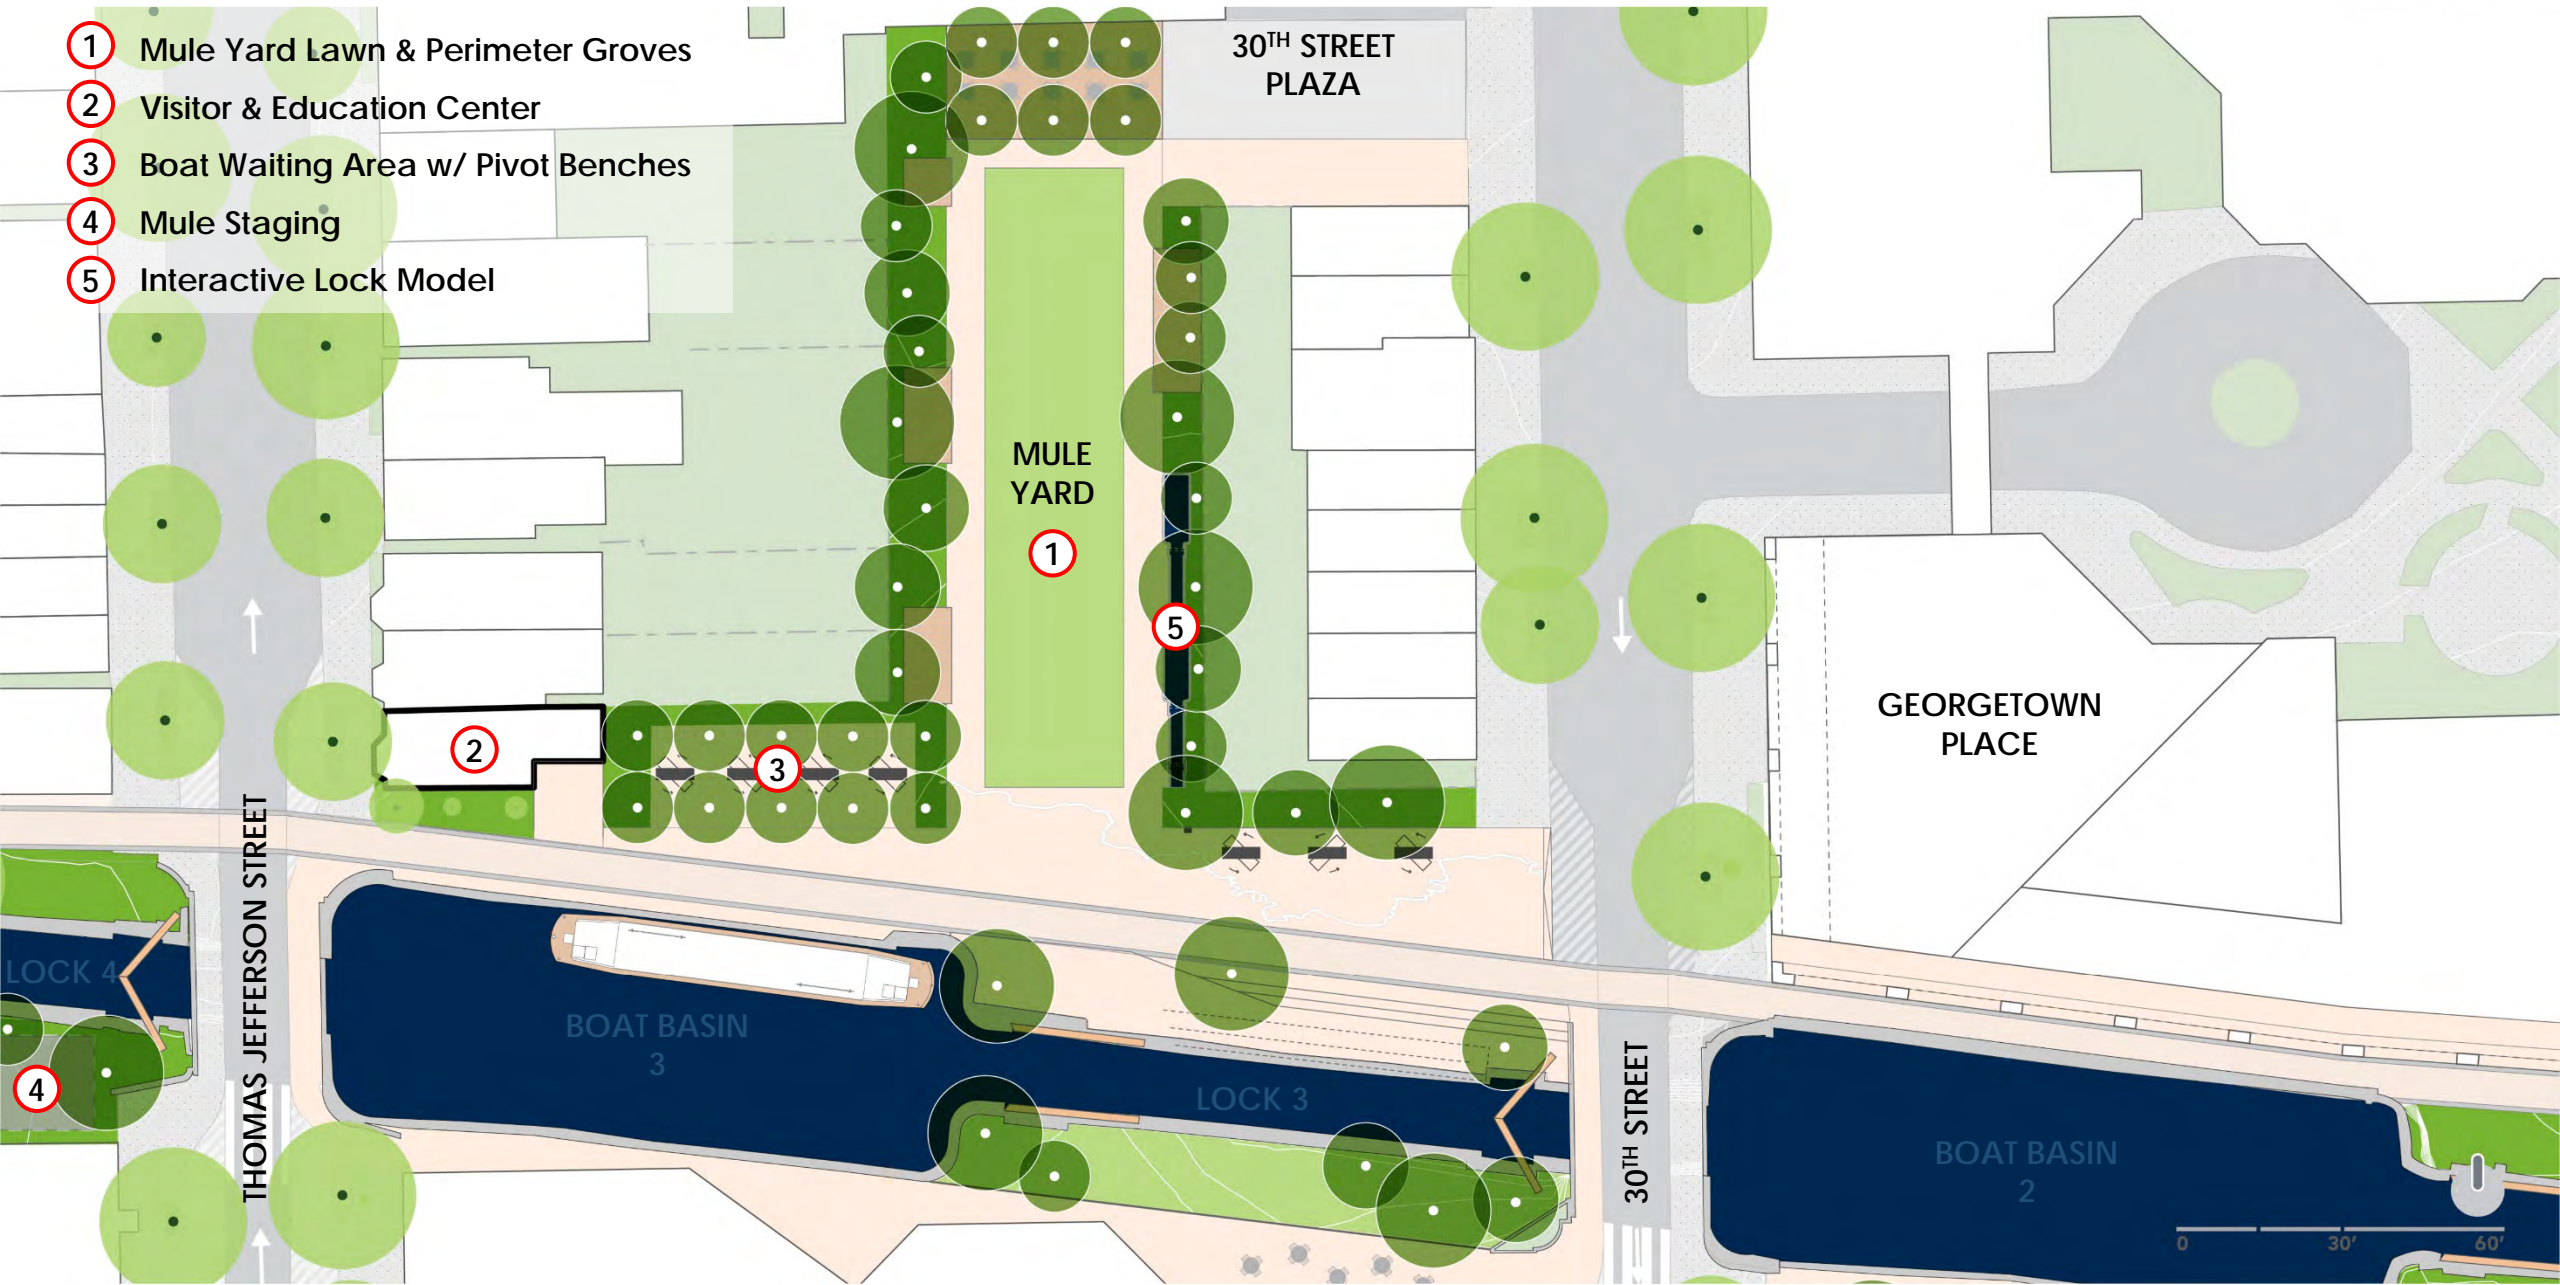 1 Mule Yard Lawn & Perimeter Groves
2 Visitor & Education Center
3 Boat Waiting Area w/ Pivot Benches
4 Mule Staging
5 Interactive Lock Model
30TH STREET
PLAZA
MULE
YARD
1
5
2
3
GEORGETOWN
PLACE
THOMAS JEFFERSON STREET
LOCK 4
4
BOAT BASIN
3
LOCK 3
30TH STREET
BOAT BASIN
2
0 30' 60'